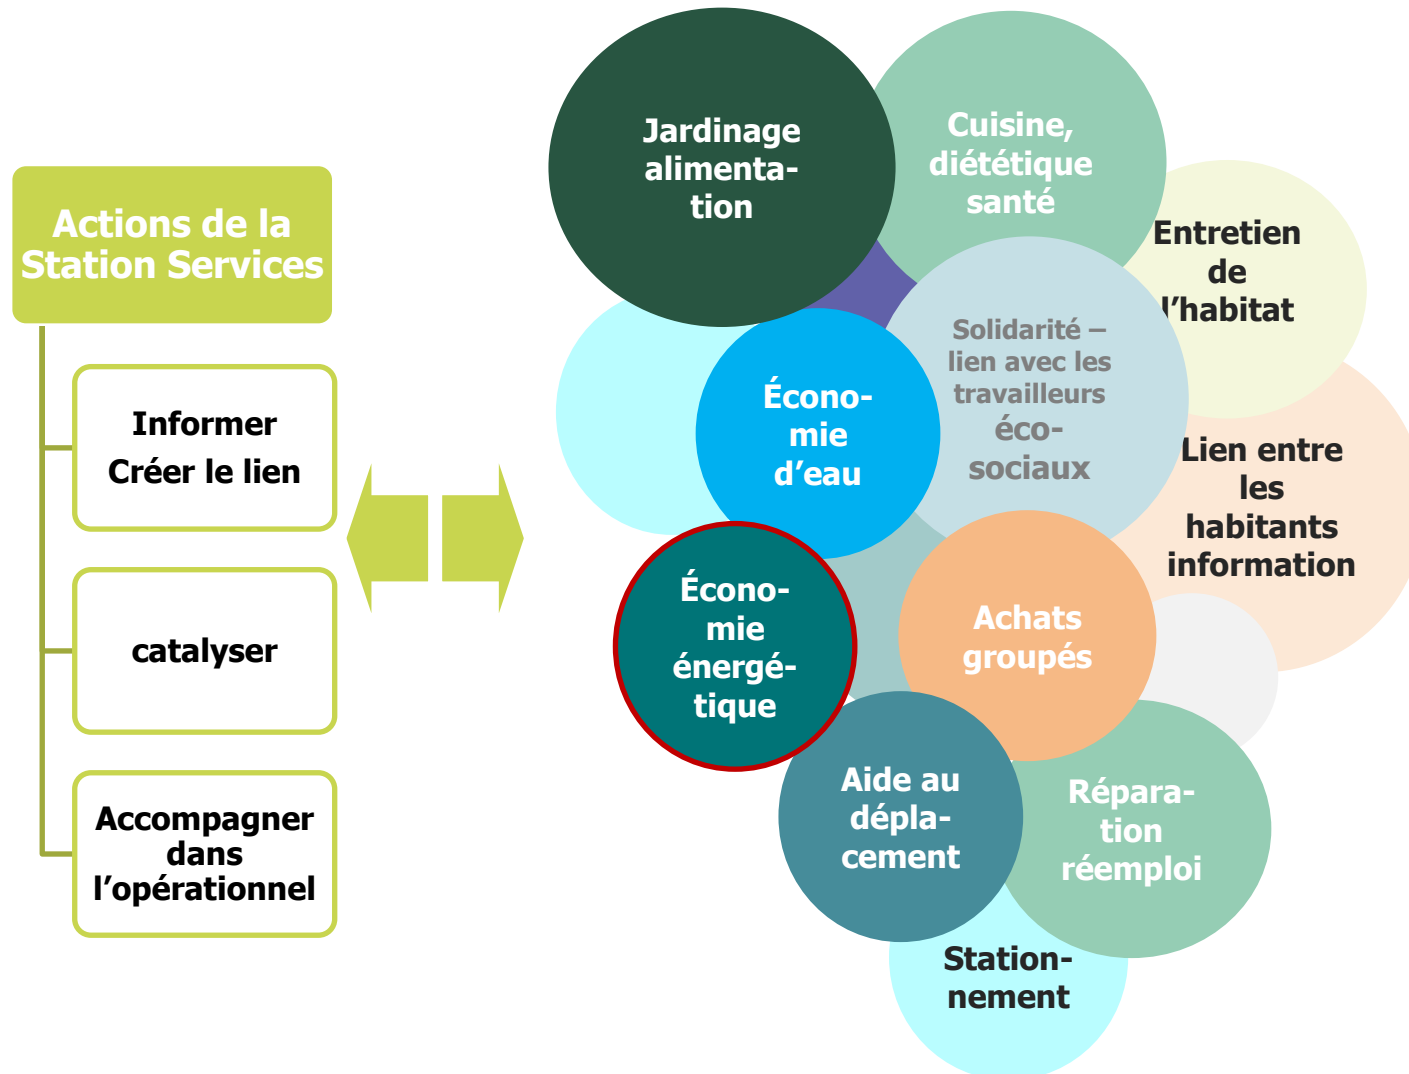 Actions de la
Station Services
Informer
Créer le lien
catalyser
Accompagner
dans
l’opérationnel
Jardinage
alimenta-
tion
Cuisine,
diététique
santé
Entretien
de
l’habitat
Solidarité –
lien avec les
travailleurs
éco-
sociaux
Écono-
mie
d’eau
Lien entre
les
habitants
information
Écono-
mie
énergé-
tique
Achats
groupés
Aide au
dépla-
cement
Répara-
tion
réemploi
Station-
nement